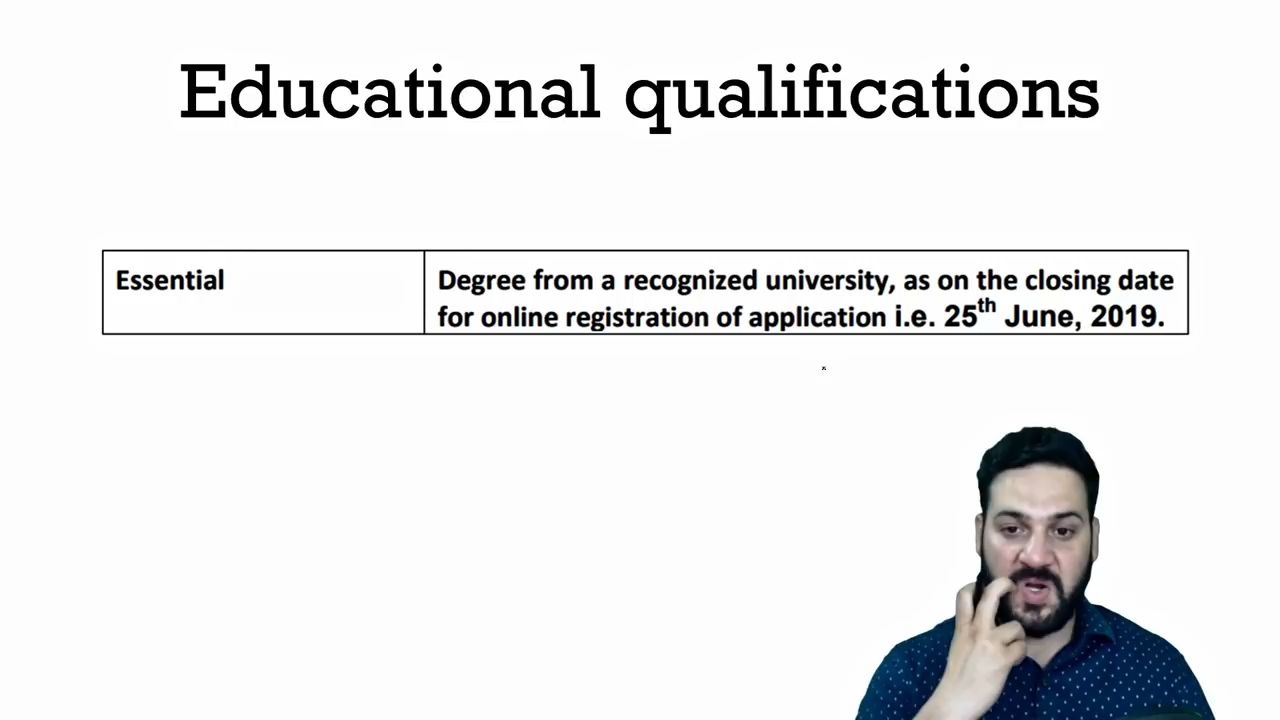 Educational qualifications
Essential
Degree from a recognized university, as on the closing date
for online registration of application i.e. 25th June, 2019.